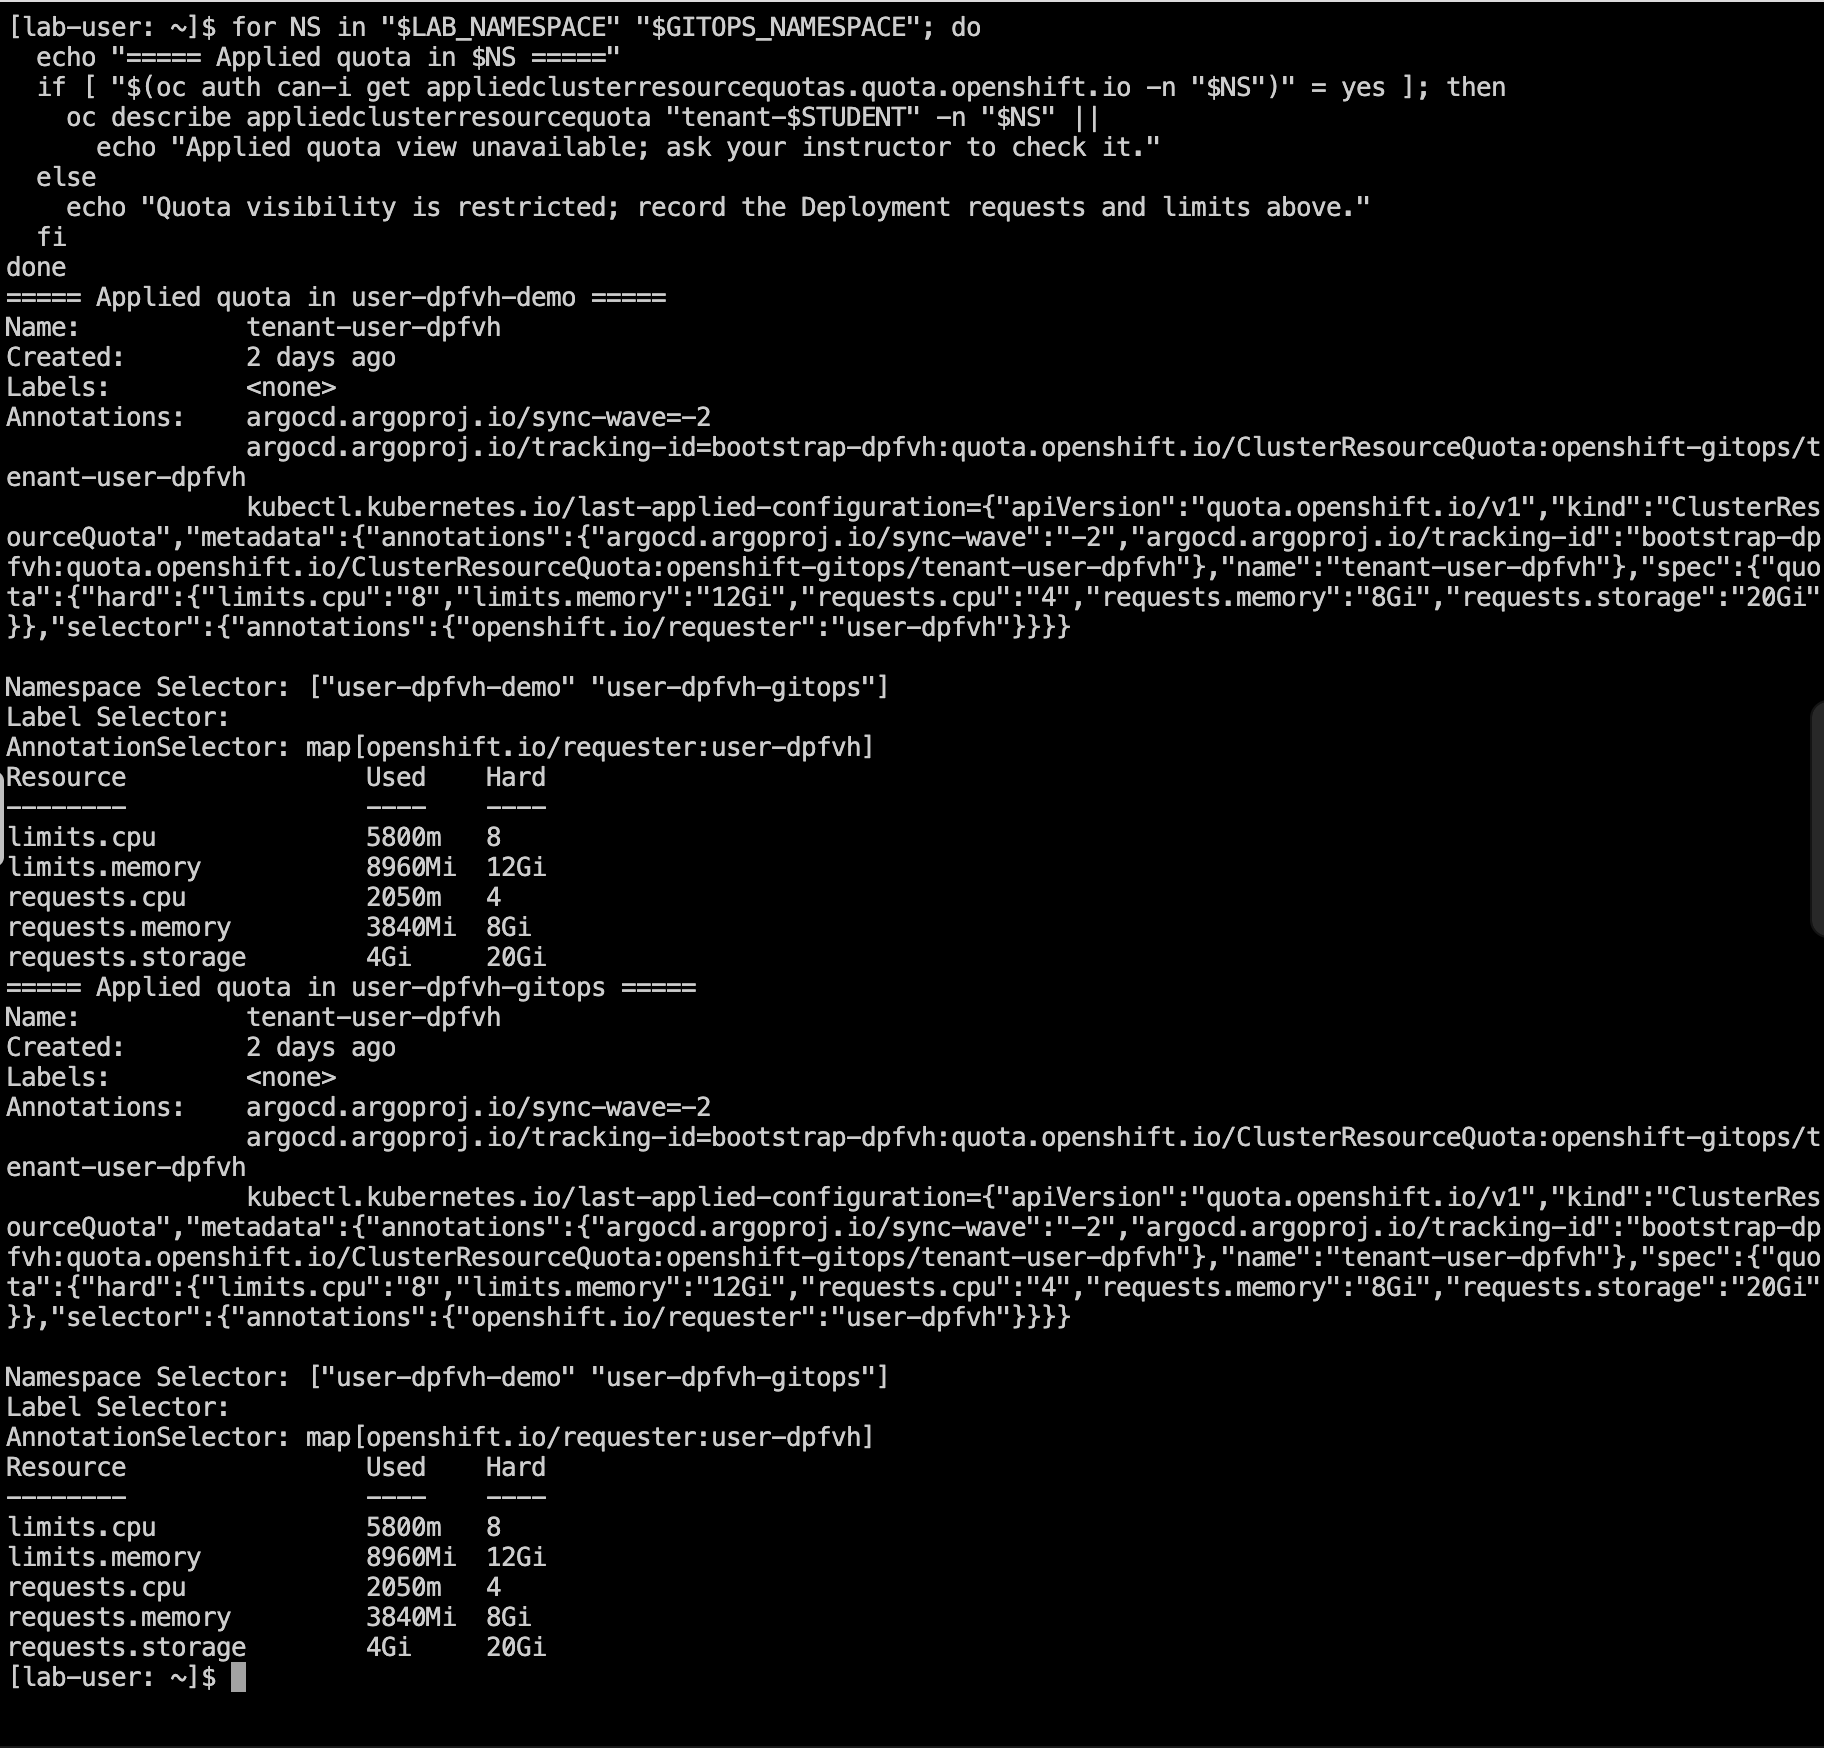 [lab-user: ~]$ for NS in "$LAB_NAMESPACE" "$GITOPS_NAMESPACE"; do
  echo "===== Applied quota in $NS ====="
  if [ "$(oc auth can-i get appliedclusterresourcequotas.quota.openshift.io -n "$NS")" = yes ]; then
    oc describe appliedclusterresourcequota "tenant-$STUDENT" -n "$NS" ||
      echo "Applied quota view unavailable; ask your instructor to check it."
  else
    echo "Quota visibility is restricted; record the Deployment requests and limits above."
  fi
done
===== Applied quota in user-dpfvh-demo =====
Name:           tenant-user-dpfvh
Created:        2 days ago
Labels:         <none>
Annotations:    argocd.argoproj.io/sync-wave=-2
                argocd.argoproj.io/tracking-id=bootstrap-dpfvh:quota.openshift.io/ClusterResourceQuota:openshift-gitops/t
enant-user-dpfvh
                kubectl.kubernetes.io/last-applied-configuration={"apiVersion":"quota.openshift.io/v1","kind":"ClusterRes
ourceQuota","metadata":{"annotations":{"argocd.argoproj.io/sync-wave":"-2","argocd.argoproj.io/tracking-id":"bootstrap-dp
fvh:quota.openshift.io/ClusterResourceQuota:openshift-gitops/tenant-user-dpfvh"},"name":"tenant-user-dpfvh"},"spec":{"quo
ta":{"hard":{"limits.cpu":"8","limits.memory":"12Gi","requests.cpu":"4","requests.memory":"8Gi","requests.storage":"20Gi"
}},"selector":{"annotations":{"openshift.io/requester":"user-dpfvh"}}}}

Namespace Selector: ["user-dpfvh-demo" "user-dpfvh-gitops"]
Label Selector:
AnnotationSelector: map[openshift.io/requester:user-dpfvh]
Resource                Used    Hard
--------                ----    ----
limits.cpu              5800m   8
limits.memory           8960Mi  12Gi
requests.cpu            2050m   4
requests.memory         3840Mi  8Gi
requests.storage        4Gi     20Gi
===== Applied quota in user-dpfvh-gitops =====
Name:           tenant-user-dpfvh
Created:        2 days ago
Labels:         <none>
Annotations:    argocd.argoproj.io/sync-wave=-2
                argocd.argoproj.io/tracking-id=bootstrap-dpfvh:quota.openshift.io/ClusterResourceQuota:openshift-gitops/t
enant-user-dpfvh
                kubectl.kubernetes.io/last-applied-configuration={"apiVersion":"quota.openshift.io/v1","kind":"ClusterRes
ourceQuota","metadata":{"annotations":{"argocd.argoproj.io/sync-wave":"-2","argocd.argoproj.io/tracking-id":"bootstrap-dp
fvh:quota.openshift.io/ClusterResourceQuota:openshift-gitops/tenant-user-dpfvh"},"name":"tenant-user-dpfvh"},"spec":{"quo
ta":{"hard":{"limits.cpu":"8","limits.memory":"12Gi","requests.cpu":"4","requests.memory":"8Gi","requests.storage":"20Gi"
}},"selector":{"annotations":{"openshift.io/requester":"user-dpfvh"}}}}

Namespace Selector: ["user-dpfvh-demo" "user-dpfvh-gitops"]
Label Selector:
AnnotationSelector: map[openshift.io/requester:user-dpfvh]
Resource                Used    Hard
--------                ----    ----
limits.cpu              5800m   8
limits.memory           8960Mi  12Gi
requests.cpu            2050m   4
requests.memory         3840Mi  8Gi
requests.storage        4Gi     20Gi
[lab-user: ~]$